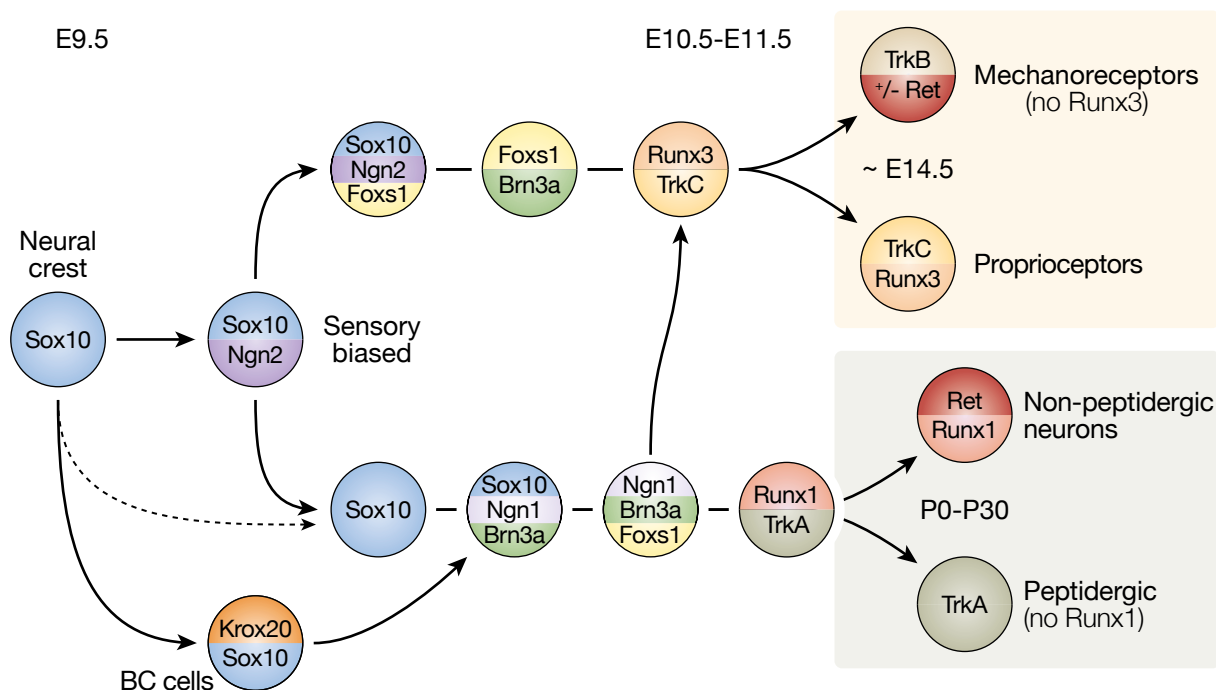 E9.5
E10.5-E11.5
TrkB
+/- Ret
Mechanoreceptors
(no Runx3)
Sox10
Ngn2
Foxs1
Foxs1
Brn3a
Runx3
TrkC
~ E14.5
TrkC
Runx3
Proprioceptors
Neural
crest
Sox10
Sox10
Ngn2
Sensory
biased
Ret
Runx1
Non-peptidergic
neurons
Sox10
Sox10
Ngn1
Brn3a
Ngn1
Brn3a
Foxs1
Runx1
TrkA
P0-P30
TrkA
Peptidergic
(no Runx1)
Krox20
Sox10
BC cells